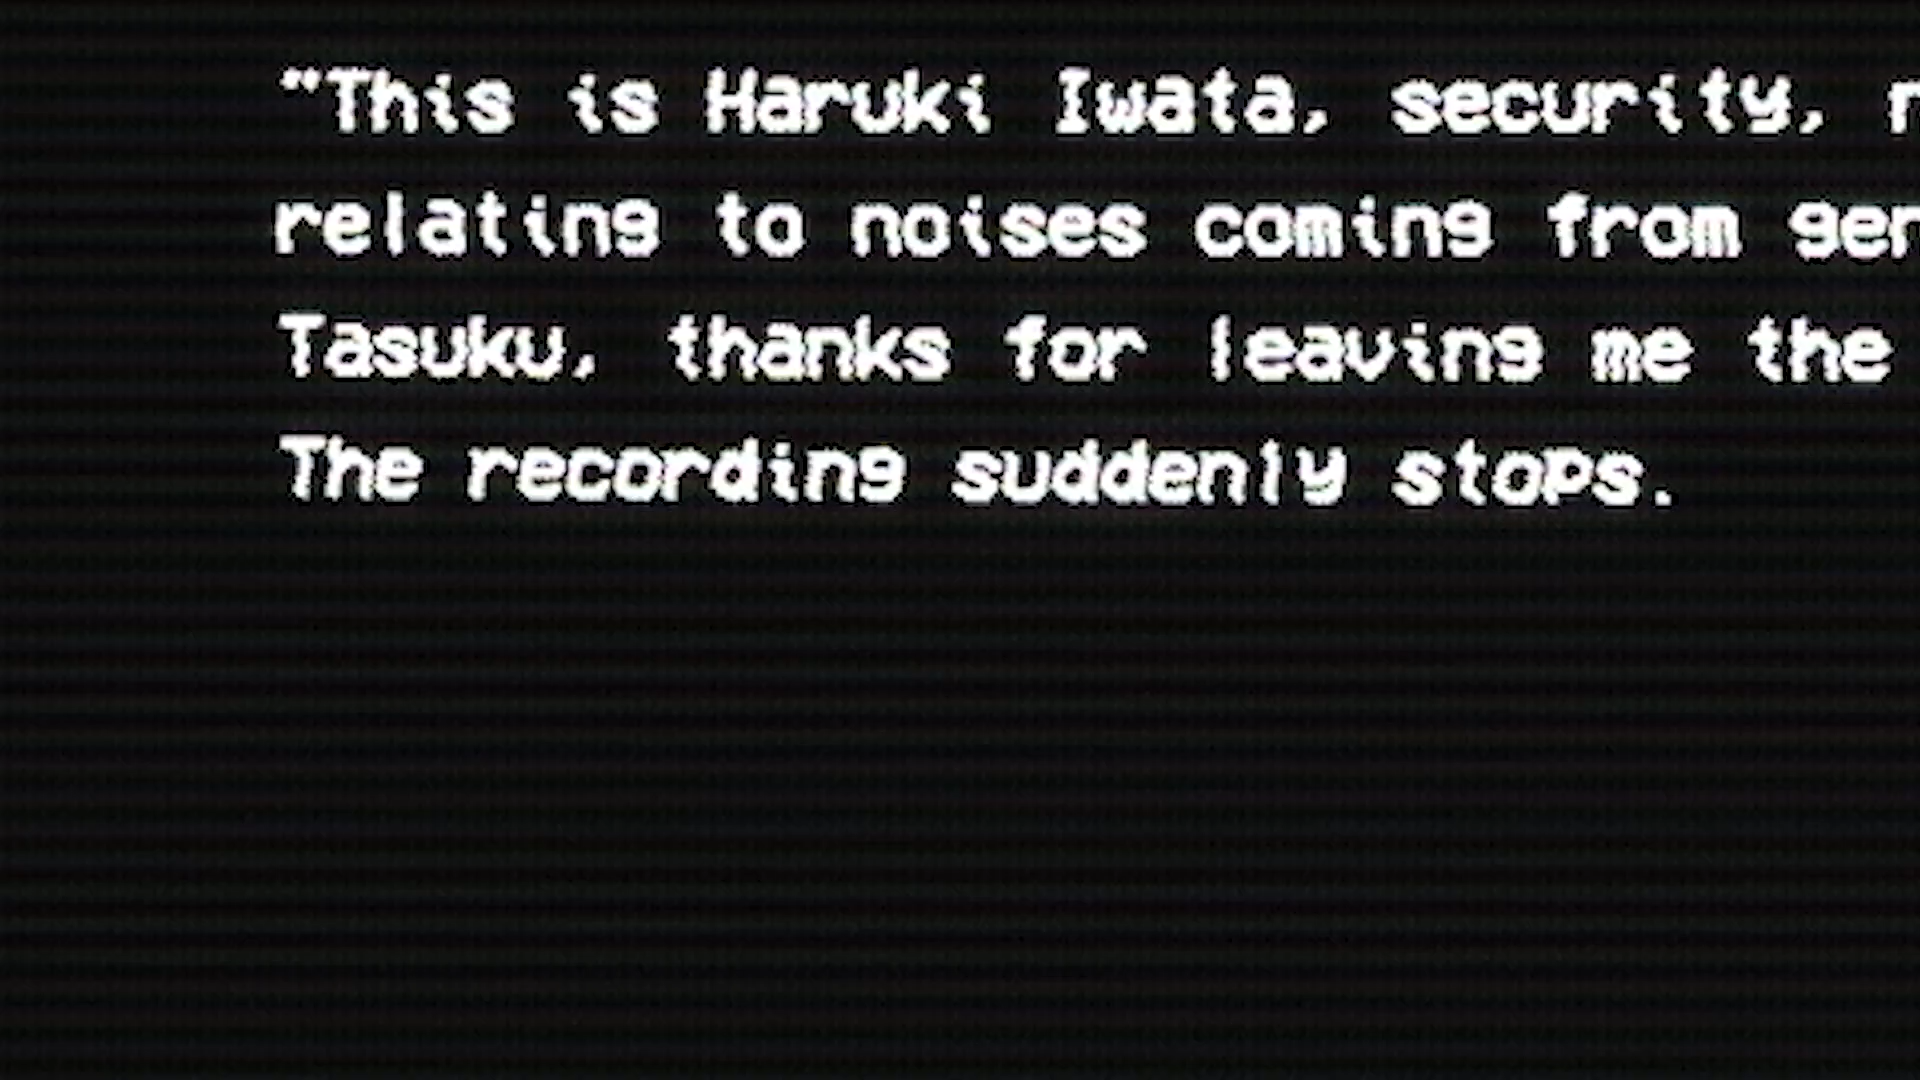 "This is Haruki Iwata, security, r
relating to noises coming from ger
Tasuku, thanks for leaving me the
The recording suddenly stops.